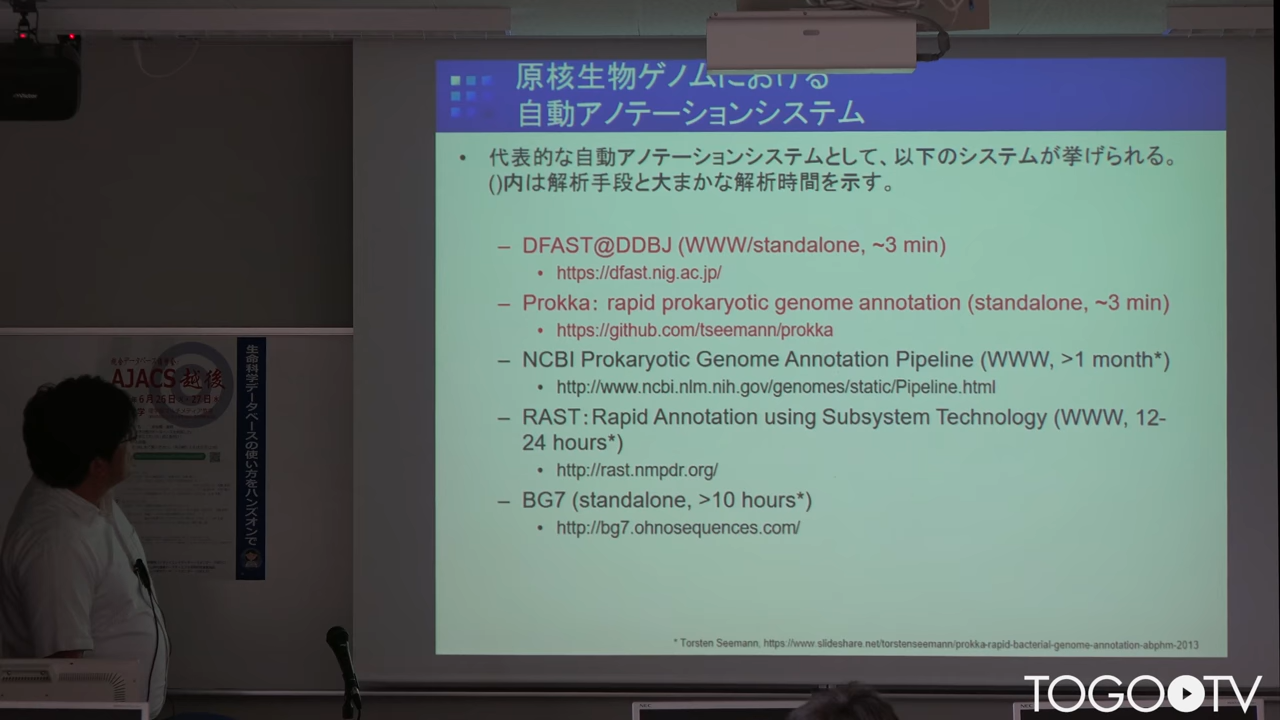 原核生物ゲノムにおける
自動アノテーションシステム
• 代表的な自動アノテーションシステムとして、以下のシステムが挙げられる。
()内は解析手段と大まかな解析時間を示す。
– DFAST@DDBJ (WWW/standalone, ~3 min)
• https://dfast.nig.ac.jp/
– Prokka: rapid prokaryotic genome annotation (standalone, ~3 min)
• https://github.com/tseemann/prokka
– NCBI Prokaryotic Genome Annotation Pipeline (WWW, >1 month*)
• http://www.ncbi.nlm.nih.gov/genomes/static/Pipeline.html
– RAST:Rapid Annotation using Subsystem Technology (WWW, 12-
24 hours*)
• http://rast.nmpdr.org/
– BG7 (standalone, >10 hours*)
• http://bg7.ohnosequences.com/
* Torsten Seemann, https://www.slideshare.net/torstenseemann/prokka-rapid-bacterial-genome-annotation-abphm-2013
AJACS 越後
生命科学データベースの使い方をハンズオンで
TOGO TV